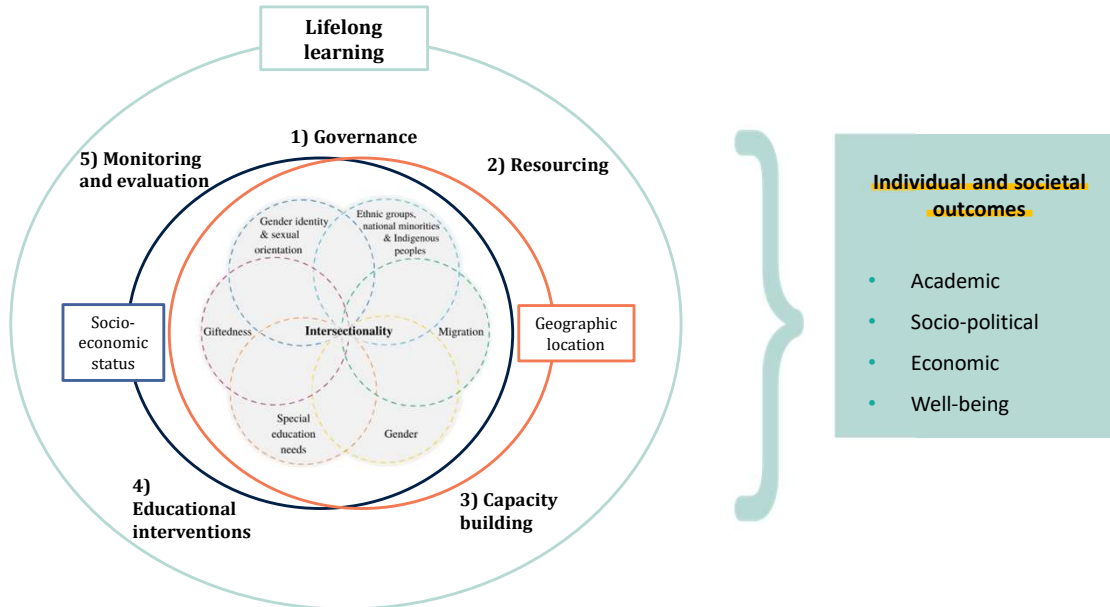 Lifelong
learning
1) Governance
5) Monitoring
and evaluation
2) Resourcing
Gender identity
& sexual
orientation
Ethnic groups,
national minorities
& Indigenous
peoples
Socio-
economic
status
Giftedness
Intersectionality
Migration
Geographic
location
Special
education
needs
Gender
4)
Educational
interventions
3) Capacity
building
Individual and societal
outcomes
• Academic
• Socio-political
• Economic
• Well-being